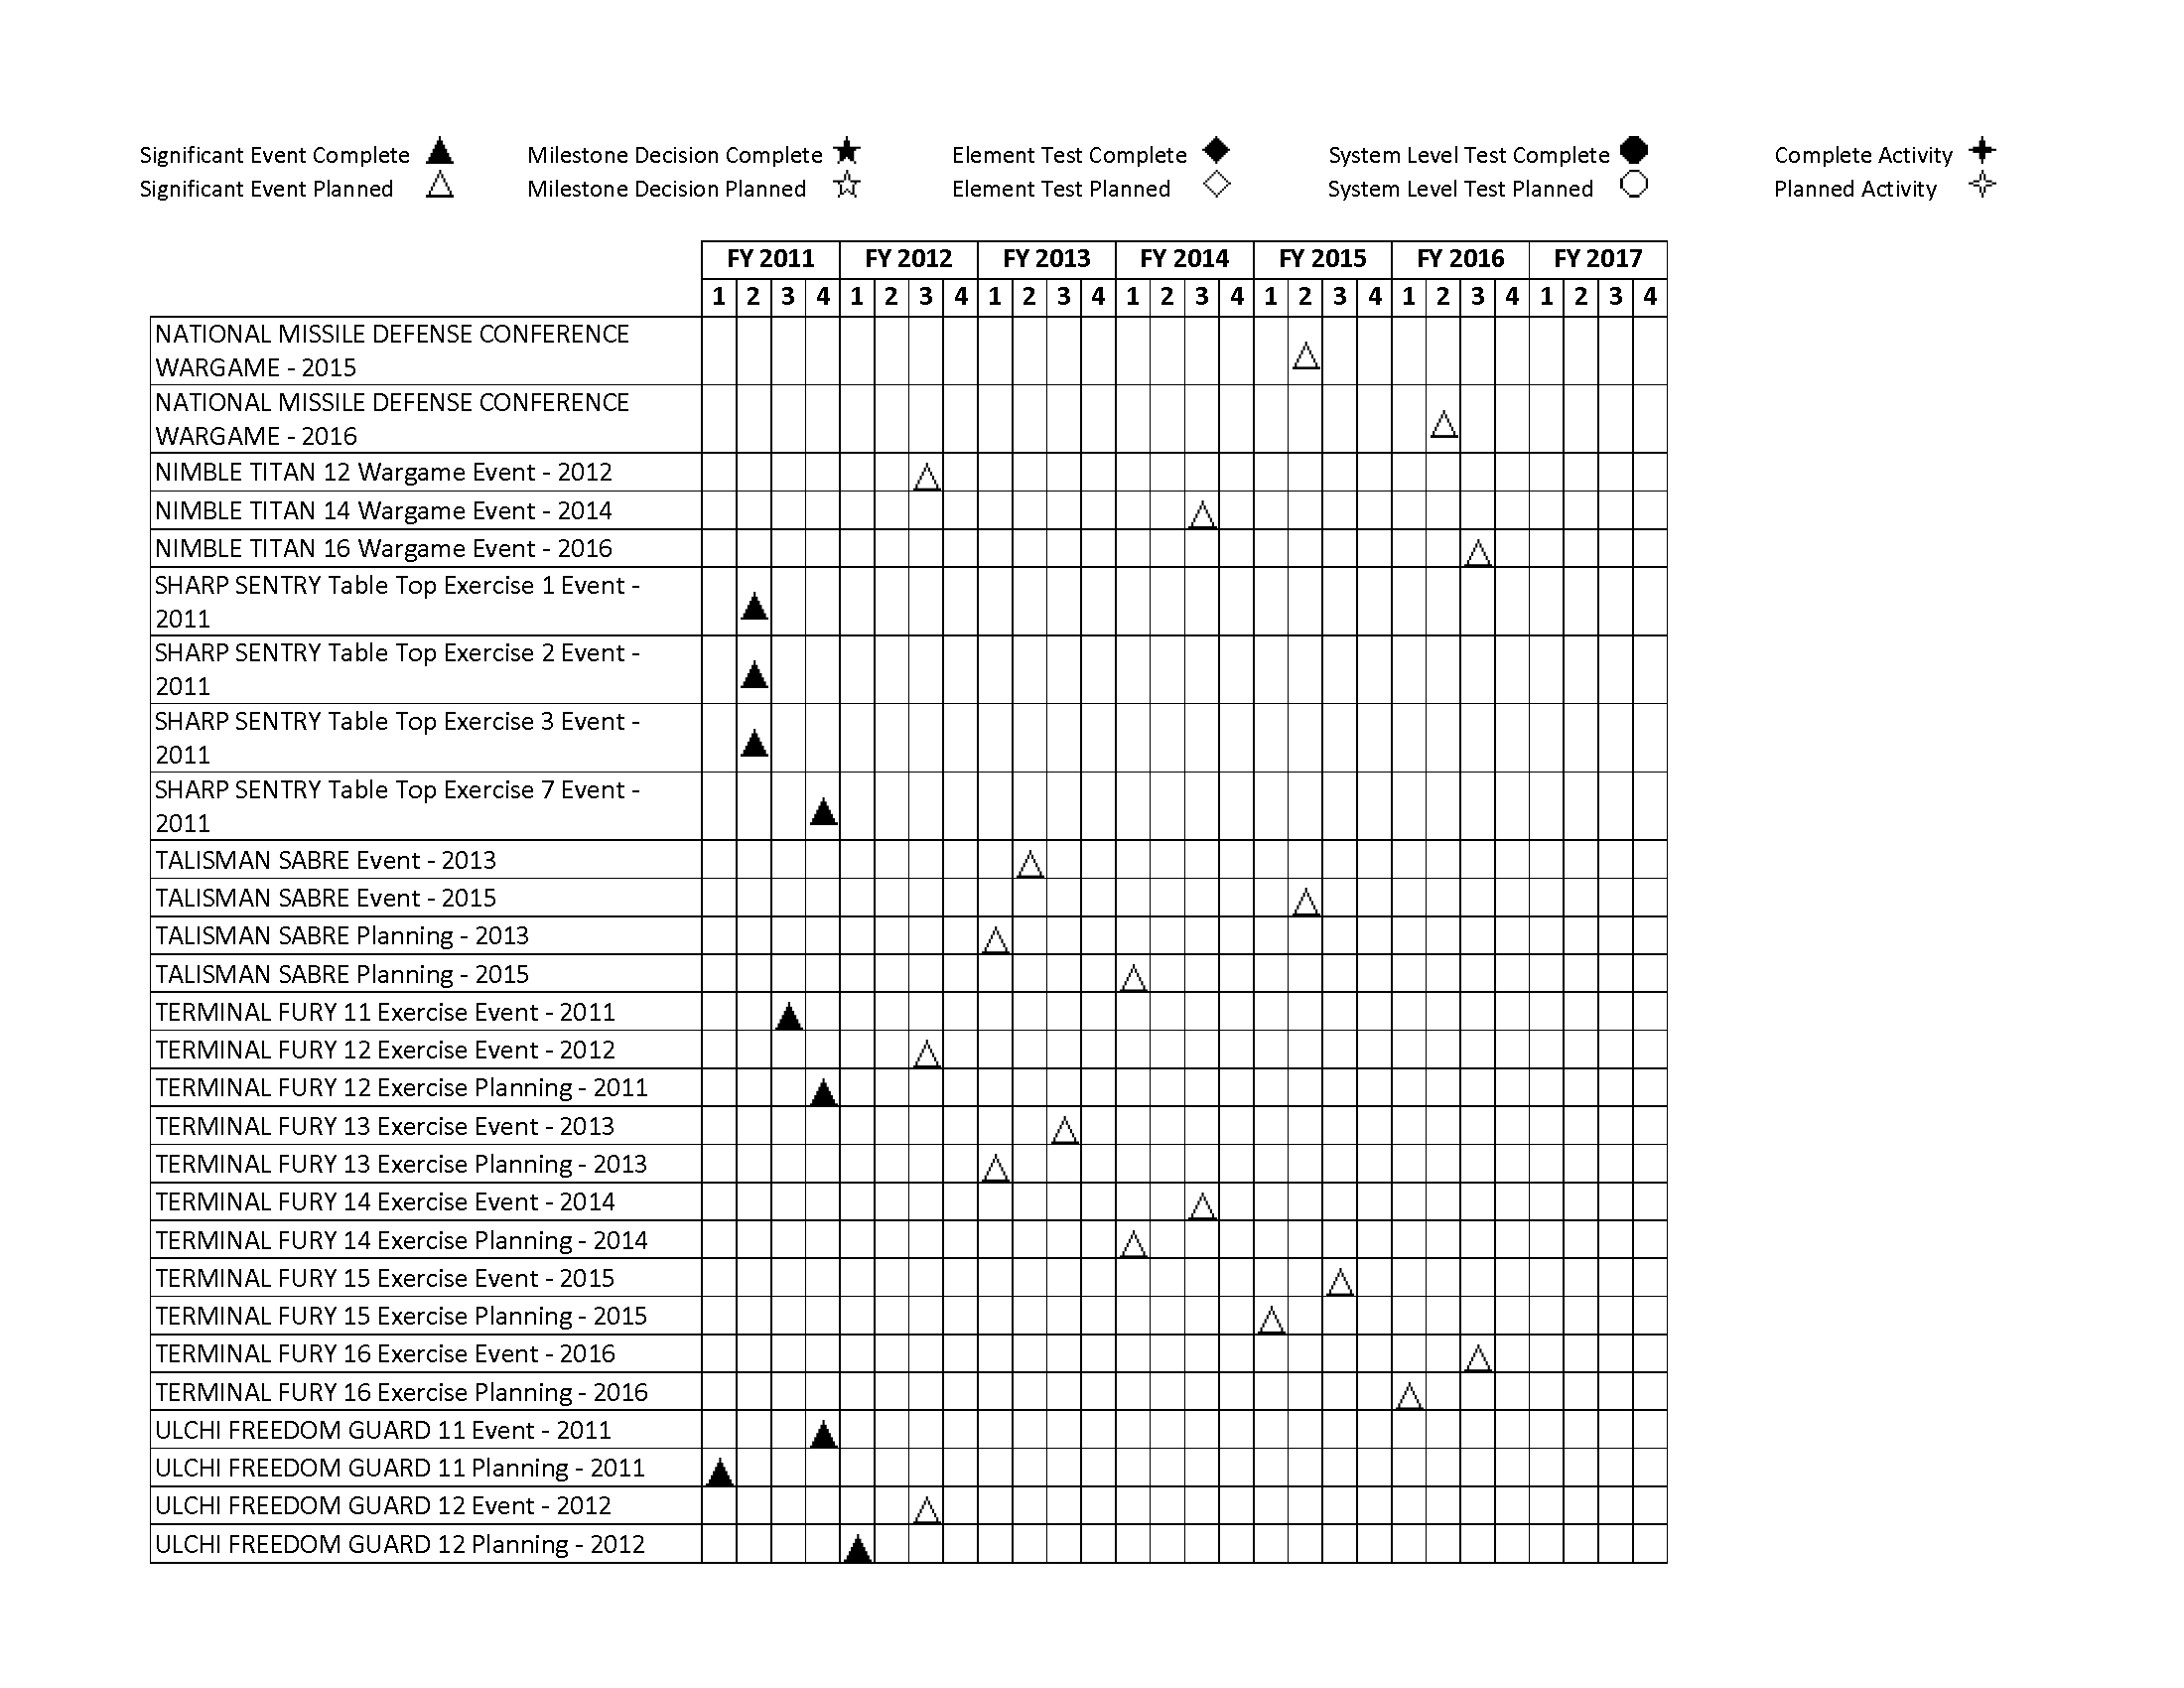 Significant Event Complete Milestone Decision Complete Element Test Complete System Level Test Complete Complete Activity
Significant Event Planned Milestone Decision Planned Element Test Planned System Level Test Planned Planned Activity
FY 2011 FY 2012 FY 2013 FY 2014 FY 2015 FY 2016 FY 2017
1 2 3 4 1 2 3 4 1 2 3 4 1 2 3 4 1 2 3 4 1 2 3 4 1 2 3 4
NATIONAL MISSILE DEFENSE CONFERENCE
WARGAME - 2015
NATIONAL MISSILE DEFENSE CONFERENCE
WARGAME - 2016
NIMBLE TITAN 12 Wargame Event - 2012
NIMBLE TITAN 14 Wargame Event - 2014
NIMBLE TITAN 16 Wargame Event - 2016
SHARP SENTRY Table Top Exercise 1 Event -
2011
SHARP SENTRY Table Top Exercise 2 Event -
2011
SHARP SENTRY Table Top Exercise 3 Event -
2011
SHARP SENTRY Table Top Exercise 7 Event -
2011
TALISMAN SABRE Event - 2013
TALISMAN SABRE Event - 2015
TALISMAN SABRE Planning - 2013
TALISMAN SABRE Planning - 2015
TERMINAL FURY 11 Exercise Event - 2011
TERMINAL FURY 12 Exercise Event - 2012
TERMINAL FURY 12 Exercise Planning - 2011
TERMINAL FURY 13 Exercise Event - 2013
TERMINAL FURY 13 Exercise Planning - 2013
TERMINAL FURY 14 Exercise Event - 2014
TERMINAL FURY 14 Exercise Planning - 2014
TERMINAL FURY 15 Exercise Event - 2015
TERMINAL FURY 15 Exercise Planning - 2015
TERMINAL FURY 16 Exercise Event - 2016
TERMINAL FURY 16 Exercise Planning - 2016
ULCHI FREEDOM GUARD 11 Event - 2011
ULCHI FREEDOM GUARD 11 Planning - 2011
ULCHI FREEDOM GUARD 12 Event - 2012
ULCHI FREEDOM GUARD 12 Planning - 2012